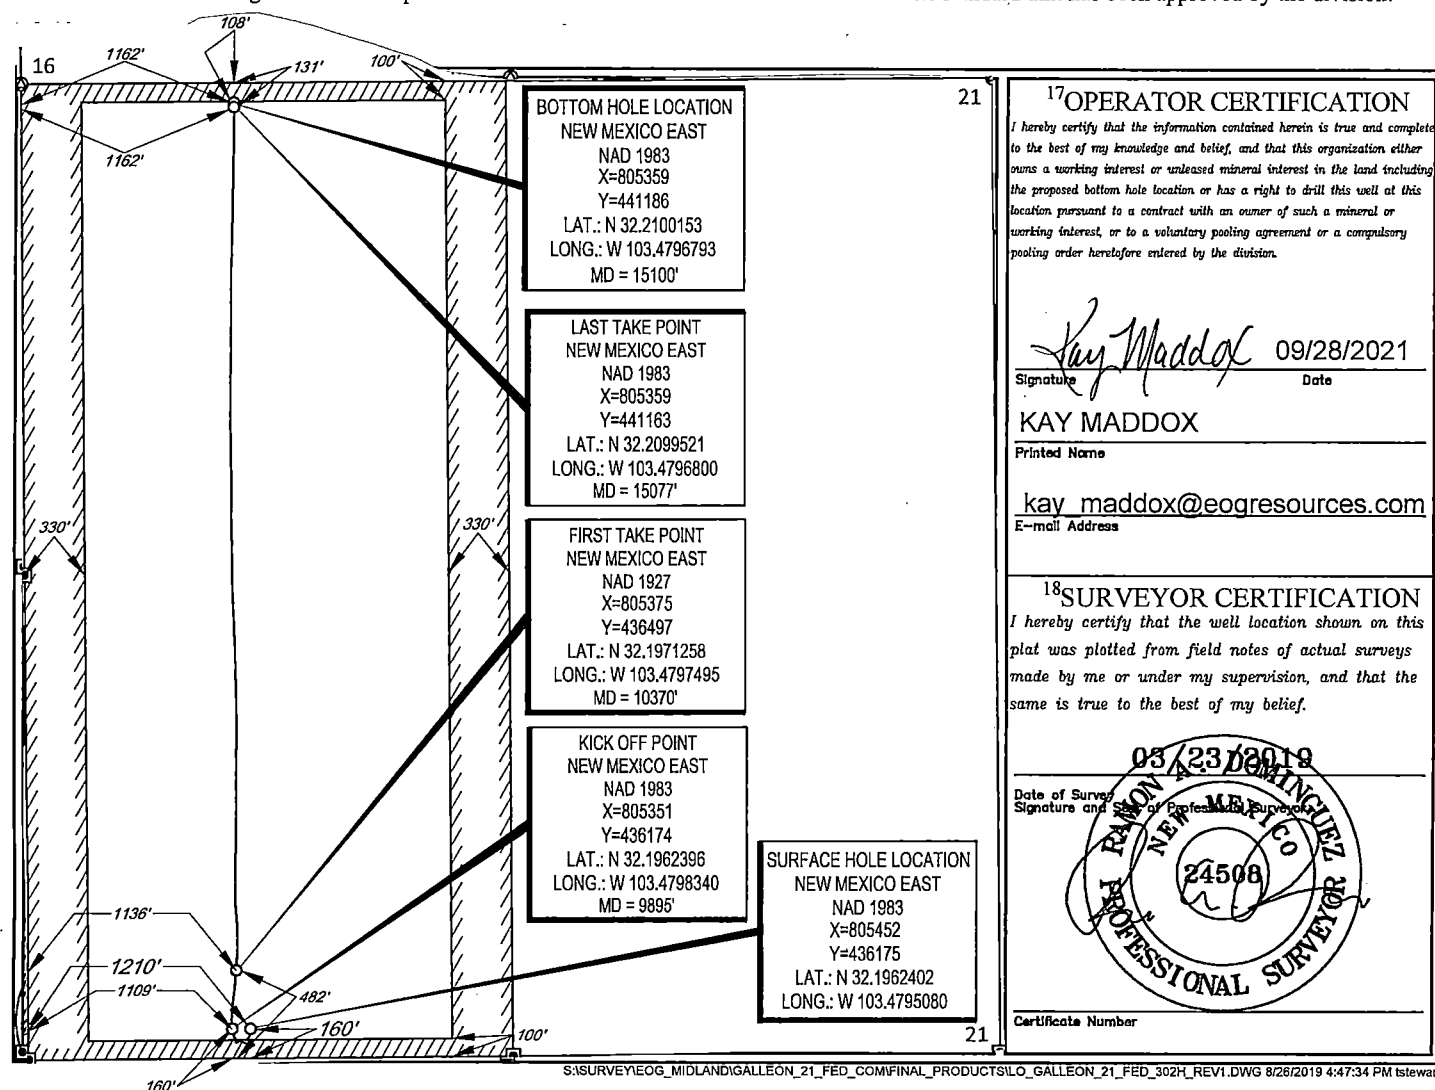 108'
16
1162'
131'
100'
1162'
21
BOTTOM HOLE LOCATION
NEW MEXICO EAST
NAD 1983
X=805359
Y=441186
LAT.: N 32.2100153
LONG.: W 103.4796793
MD = 15100'
LAST TAKE POINT
NEW MEXICO EAST
NAD 1983
X=805359
Y=441163
LAT.: N 32.2099521
LONG.: W 103.4796800
MD = 15077'
330'
330'
FIRST TAKE POINT
NEW MEXICO EAST
NAD 1927
X=805375
Y=436497
LAT.: N 32.1971258
LONG.: W 103.4797495
MD = 10370'
KICK OFF POINT
NEW MEXICO EAST
NAD 1983
X=805351
Y=436174
LAT.: N 32.1962396
LONG.: W 103.4798340
MD = 9895'
SURFACE HOLE LOCATION
NEW MEXICO EAST
NAD 1983
X=805452
Y=436175
LAT.: N 32.1962402
LONG.: W 103.4795080
1136'
1210'
1109'
482'
160'
100'
160'
21
17OPERATOR CERTIFICATION
I hereby certify that the information contained herein is true and complete
to the best of my knowledge and belief, and that this organization either
owns a working interest or unleased mineral interest in the land including
the proposed bottom hole location or has a right to drill this well at this
location pursuant to a contract with an owner of such a mineral or
working interest, or to a voluntary pooling agreement or a compulsory
pooling order heretofore entered by the division.
Kay Maddox 09/28/2021
Signature Date
KAY MADDOX
Printed Name
kay_maddox@eogresources.com
E-mail Address
18SURVEYOR CERTIFICATION
I hereby certify that the well location shown on this
plat was plotted from field notes of actual surveys
made by me or under my supervision, and that the
same is true to the best of my belief.
03/23/2019
Date of Survey
Signature and Seal of Professional Surveyor
RAMON A. DOMINGUEZ
NEW MEXICO
24508
PROFESSIONAL SURVEYOR
Certificate Number
S:\SURVEY\EOG_MIDLAND\GALLEON_21_FED_COM\FINAL_PRODUCTS\LO_GALLEON_21_FED_302H_REV1.DWG 8/26/2019 4:47:34 PM tstewar